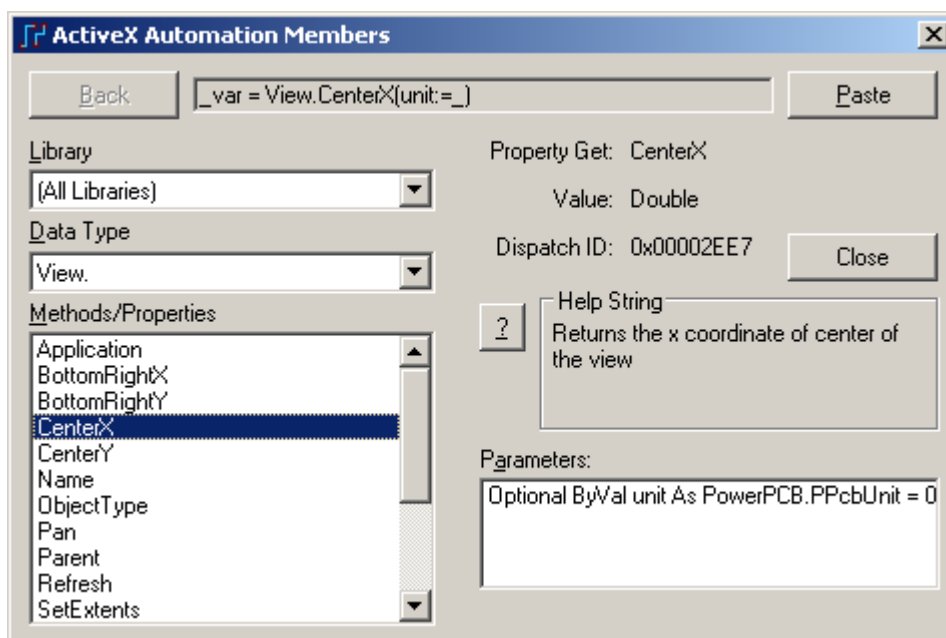 ActiveX Automation Members
Back
_var = View.CenterX(unit:=_)
Paste
Library
(All Libraries)
Data Type
View.
Methods/Properties
Application
BottomRightX
BottomRightY
CenterX
CenterY
Name
ObjectType
Pan
Parent
Refresh
SetExtents
Property Get: CenterX
Value: Double
Dispatch ID: 0x00002EE7
Close
?
Help String
Returns the x coordinate of center of
the view
Parameters:
Optional ByVal unit As PowerPCB.PPcbUnit = 0